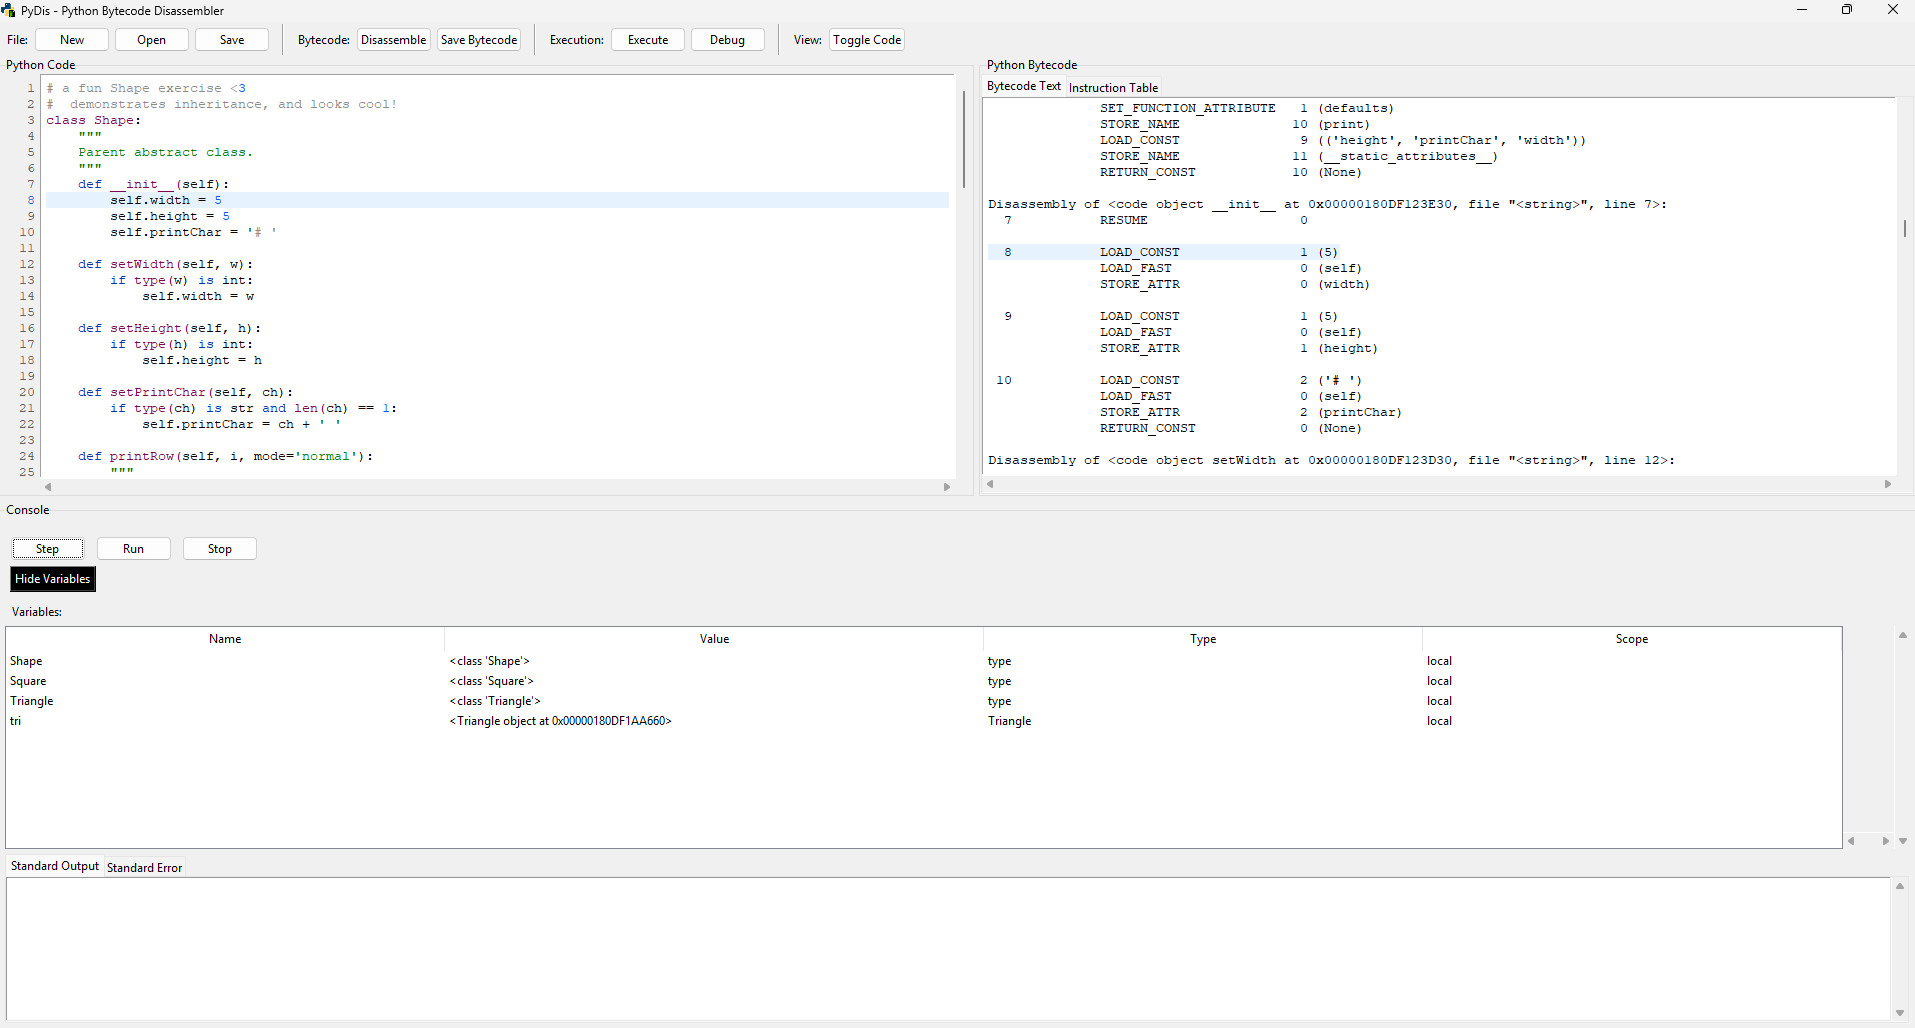 PyDis - Python Bytecode Disassembler
File: New Open Save Bytecode: Disassemble Save Bytecode Execution: Execute Debug View: Toggle Code
Python Code
1 # a fun Shape exercise <3
2 #  demonstrates inheritance, and looks cool!
3 class Shape:
4     """
5     Parent abstract class.
6     """
7     def __init__(self):
8         self.width = 5
9         self.height = 5
10         self.printChar = '# '
11
12     def setWidth(self, w):
13         if type(w) is int:
14             self.width = w
15
16     def setHeight(self, h):
17         if type(h) is int:
18             self.height = h
19
20     def setPrintChar(self, ch):
21         if type(ch) is str and len(ch) == 1:
22             self.printChar = ch + ' '
23
24     def printRow(self, i, mode='normal'):
25         """
Python Bytecode
Bytecode Text Instruction Table
SET_FUNCTION_ATTRIBUTE 1 (defaults)
STORE_NAME 10 (print)
LOAD_CONST 9 (('height', 'printChar', 'width'))
STORE_NAME 11 (__static_attributes__)
RETURN_CONST 10 (None)
Disassembly of <code object __init__ at 0x00000180DF123E30, file "<string>", line 7>:
7 RESUME 0
8 LOAD_CONST 1 (5)
LOAD_FAST 0 (self)
STORE_ATTR 0 (width)
9 LOAD_CONST 1 (5)
LOAD_FAST 0 (self)
STORE_ATTR 1 (height)
10 LOAD_CONST 2 ('# ')
LOAD_FAST 0 (self)
STORE_ATTR 2 (printChar)
RETURN_CONST 0 (None)
Disassembly of <code object setWidth at 0x00000180DF123D30, file "<string>", line 12>:
Console
Step Run Stop
Hide Variables
Variables:
Name Value Type Scope
Shape <class 'Shape'> type local
Square <class 'Square'> type local
Triangle <class 'Triangle'> type local
tri <Triangle object at 0x00000180DF1AA660> Triangle local
Standard Output Standard Error